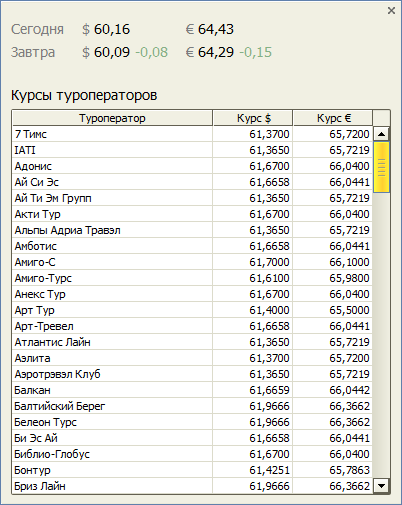 Сегодня $ 60,16 € 64,43
Завтра $ 60,09 -0,08 € 64,29 -0,15
Курсы туроператоров
Туроператор Курс $ Курс €
7 Тимс 61,3700 65,7200
IATI 61,3650 65,7219
Адонис 61,6700 66,0400
Ай Си Эс 61,6658 66,0441
Ай Ти Эм Групп 61,3650 65,7219
Акти Тур 61,6700 66,0400
Альпы Адриа Травэл 61,3650 65,7219
Амботис 61,6658 66,0441
Амиго-С 61,7000 66,1000
Амиго-Турс 61,6100 65,9800
Анекс Тур 61,6700 66,0400
Арт Тур 61,4000 65,5000
Арт-Тревел 61,6658 66,0441
Атлантис Лайн 61,3650 65,7219
Аэлита 61,3700 65,7200
Аэротрэвэл Клуб 61,3650 65,7219
Балкан 61,6659 66,0442
Балтийский Берег 61,9666 66,3662
Белеон Турс 61,9666 66,3662
Би Эс Ай 61,6658 66,0441
Библио-Глобус 61,6700 66,0400
Бонтур 61,4251 65,7863
Бриз Лайн 61,9666 66,3662